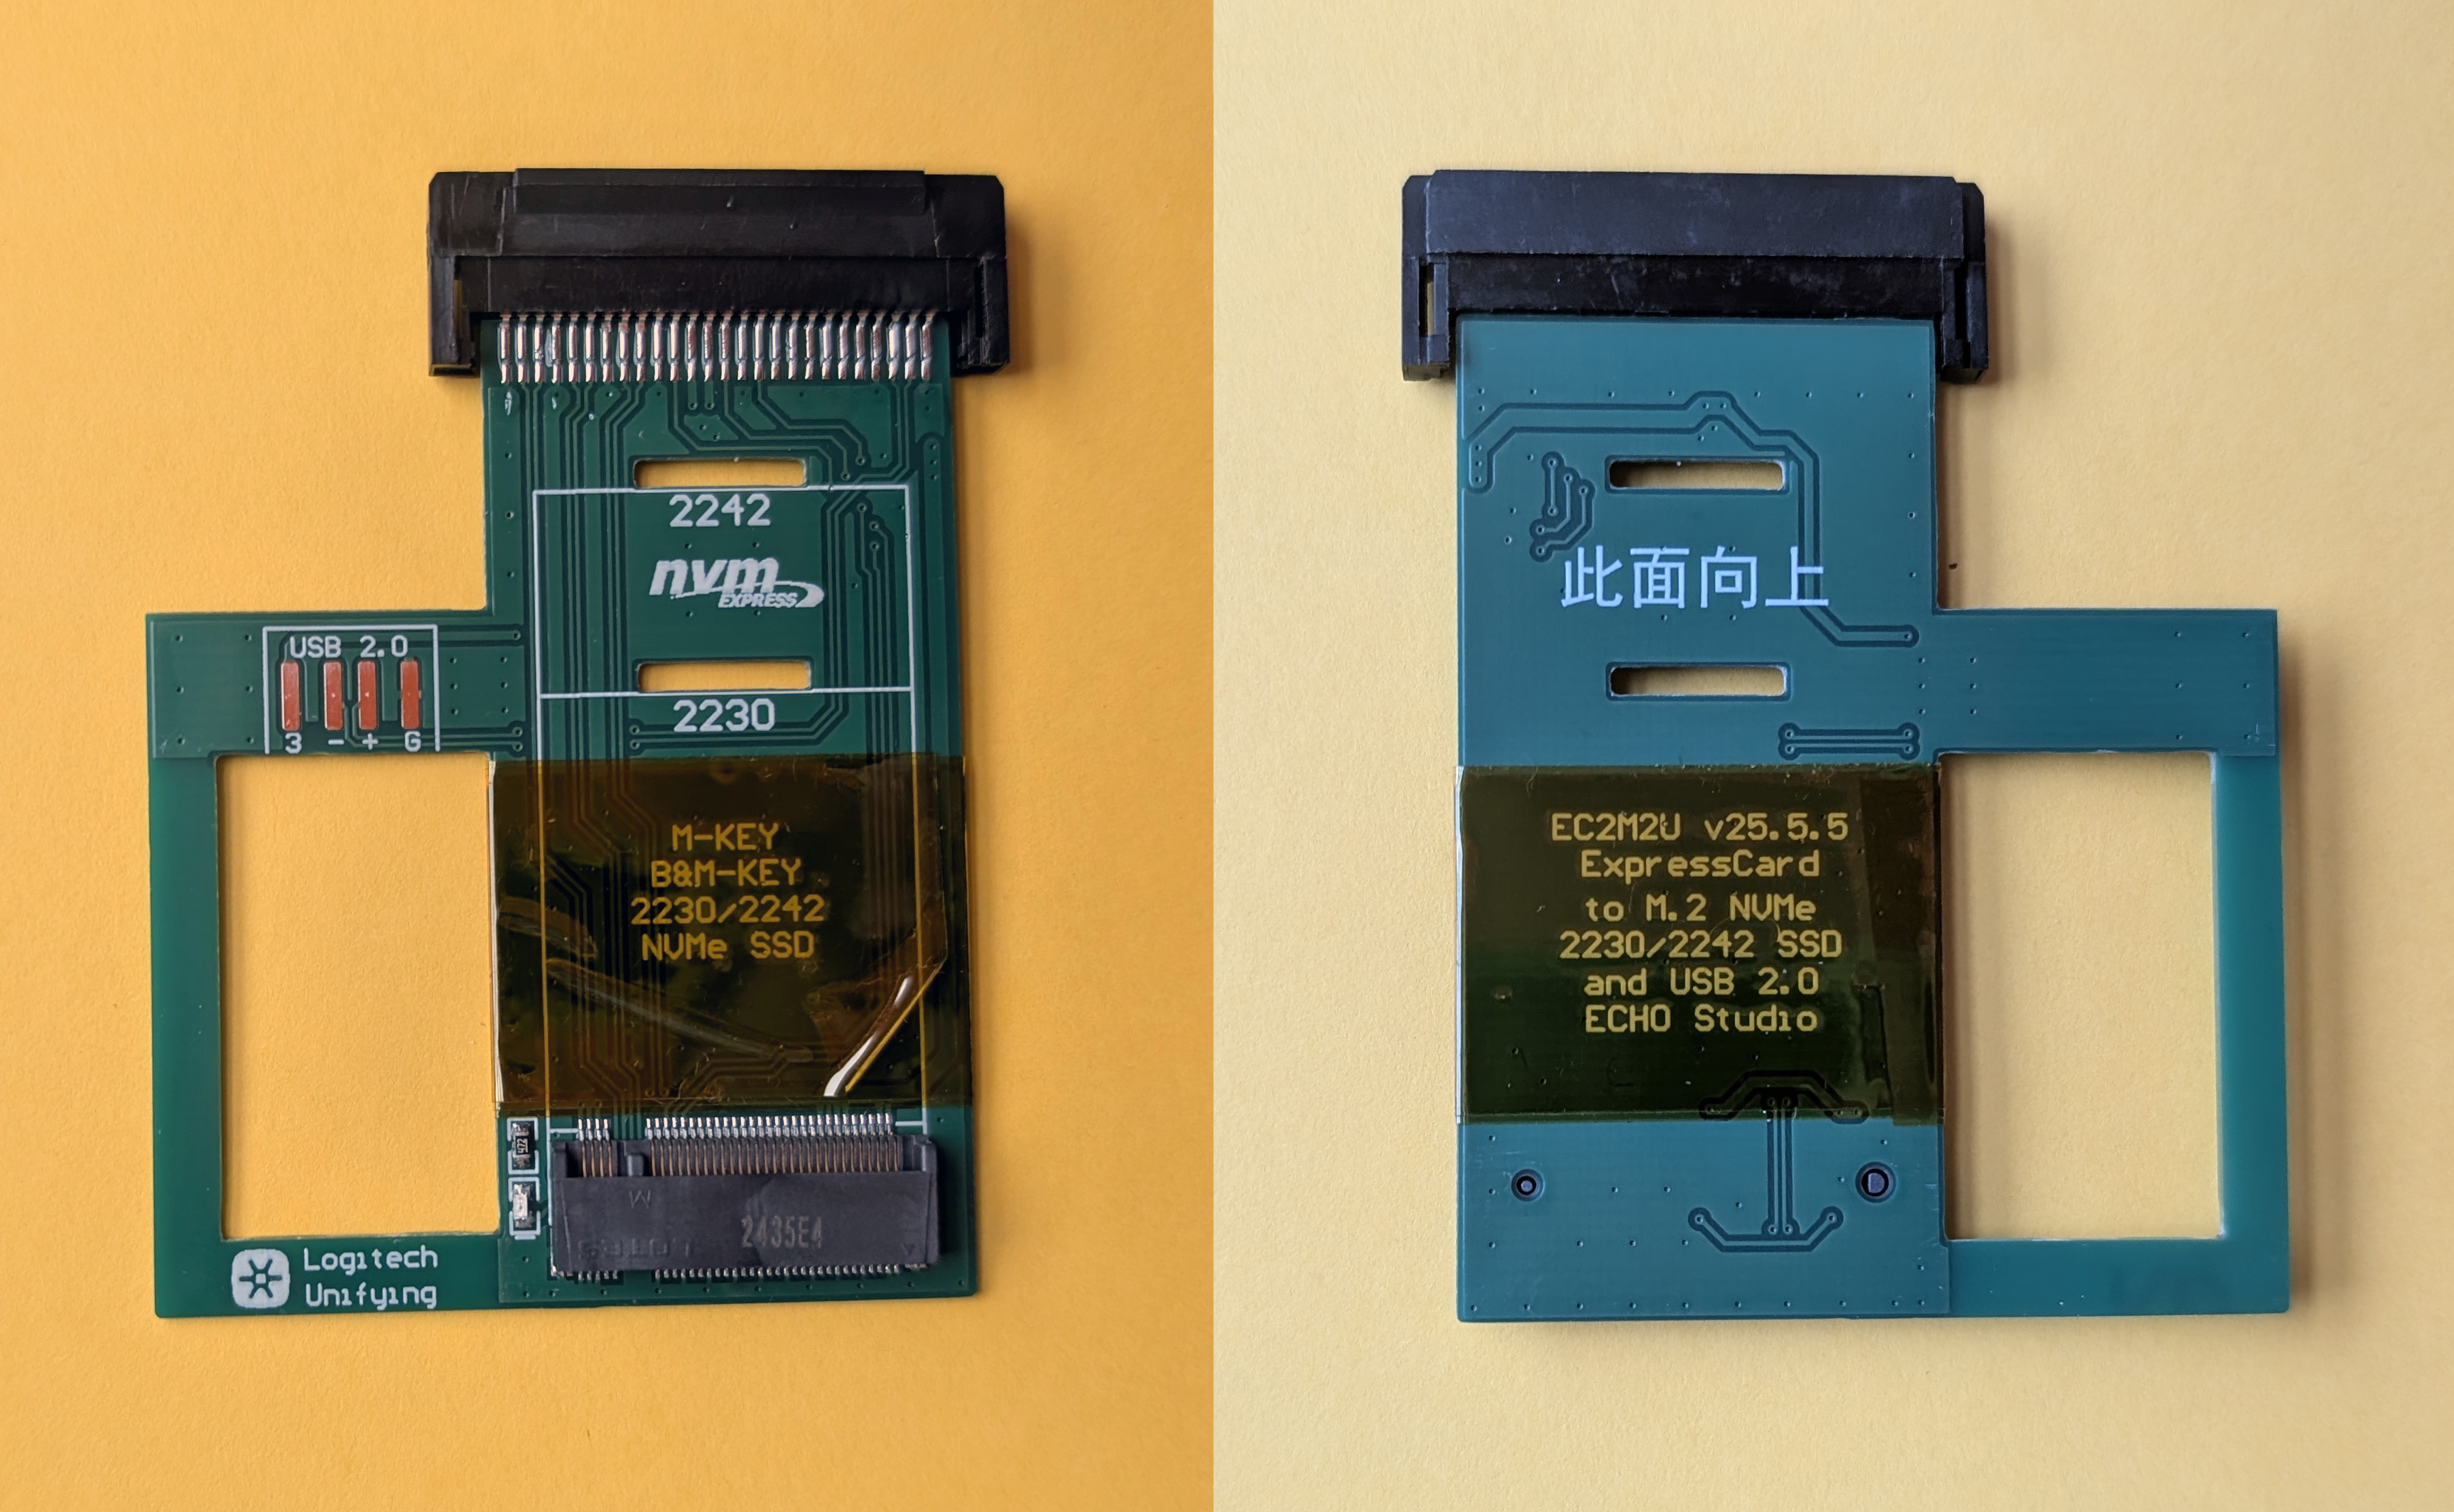 2242
nvm
EXPRESS
USB 2.0
3 - + G
2230
M-KEY
B&M-KEY
2230/2242
NVMe SSD
472
M
2435E4
Logitech
Unifying
此面向上
EC2M2U v25.5.5
ExpressCard
to M.2 NVMe
2230/2242 SSD
and USB 2.0
ECHO Studio